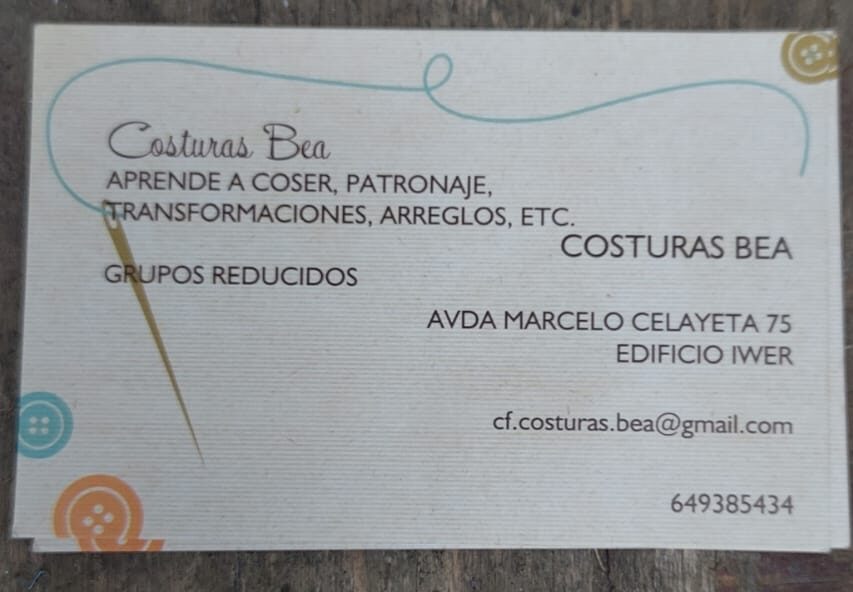 Costuras Bea
APRENDE A COSER, PATRONAJE,
TRANSFORMACIONES, ARREGLOS, ETC.
COSTURAS BEA
GRUPOS REDUCIDOS
AVDA MARCELO CELAYETA 75
EDIFICIO IWER
cf.costuras.bea@gmail.com
649385434